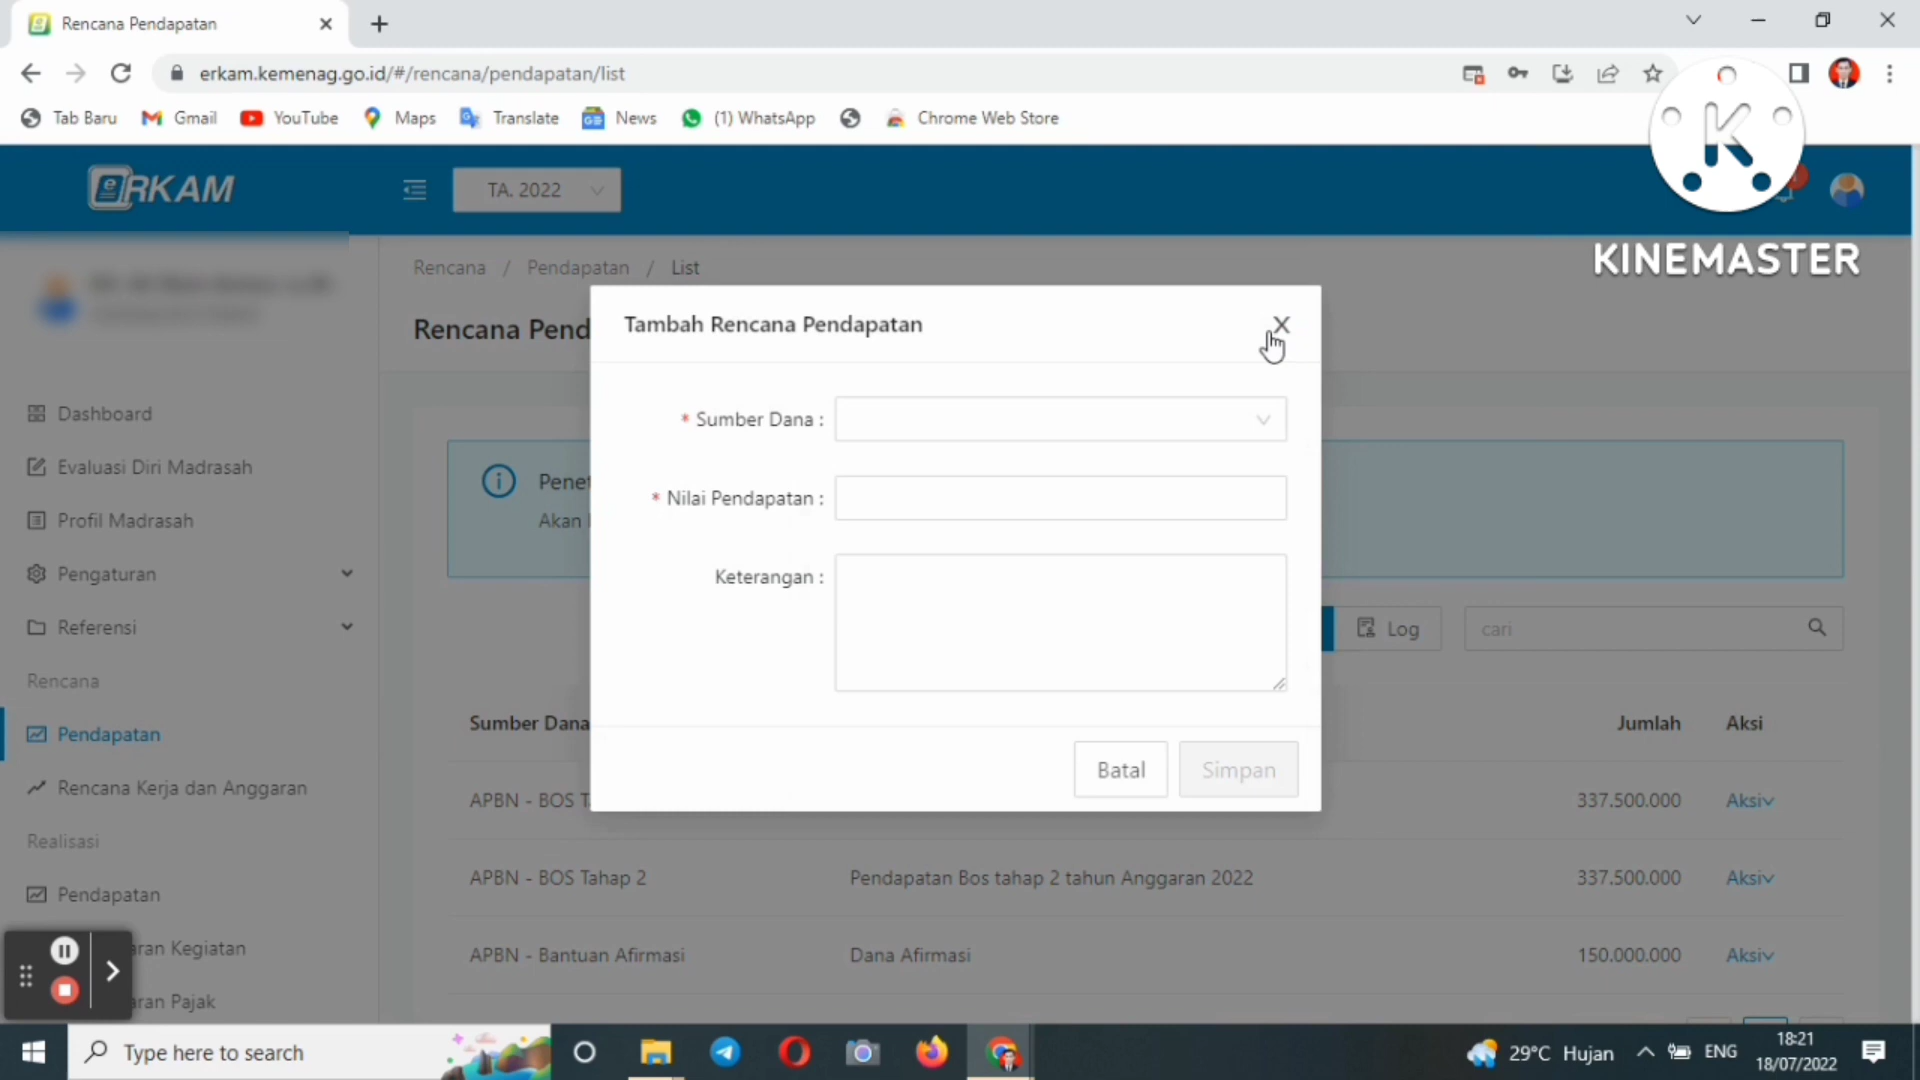 Rencana Pendapatan
erkam.kemenag.go.id/#/rencana/pendapatan/list
Tab Baru Gmail YouTube Maps Translate News (1) WhatsApp Chrome Web Store
eRKAM TA. 2022
KINEMASTER
Rencana / Pendapatan / List
Rencana Pend
Tambah Rencana Pendapatan
* Sumber Dana :
* Nilai Pendapatan :
Keterangan :
Batal Simpan
Dashboard
Evaluasi Diri Madrasah
Profil Madrasah
Pengaturan
Referensi
Rencana
Pendapatan
Rencana Kerja dan Anggaran
Realisasi
Pendapatan
aran Kegiatan
aran Pajak
Penet
Akan
Log cari
Sumber Dana Jumlah Aksi
APBN - BOS T 337.500.000 Aksi
APBN - BOS Tahap 2 Pendapatan Bos tahap 2 tahun Anggaran 2022 337.500.000 Aksi
APBN - Bantuan Afirmasi Dana Afirmasi 150.000.000 Aksi
Type here to search
29°C Hujan ENG
18:21
18/07/2022